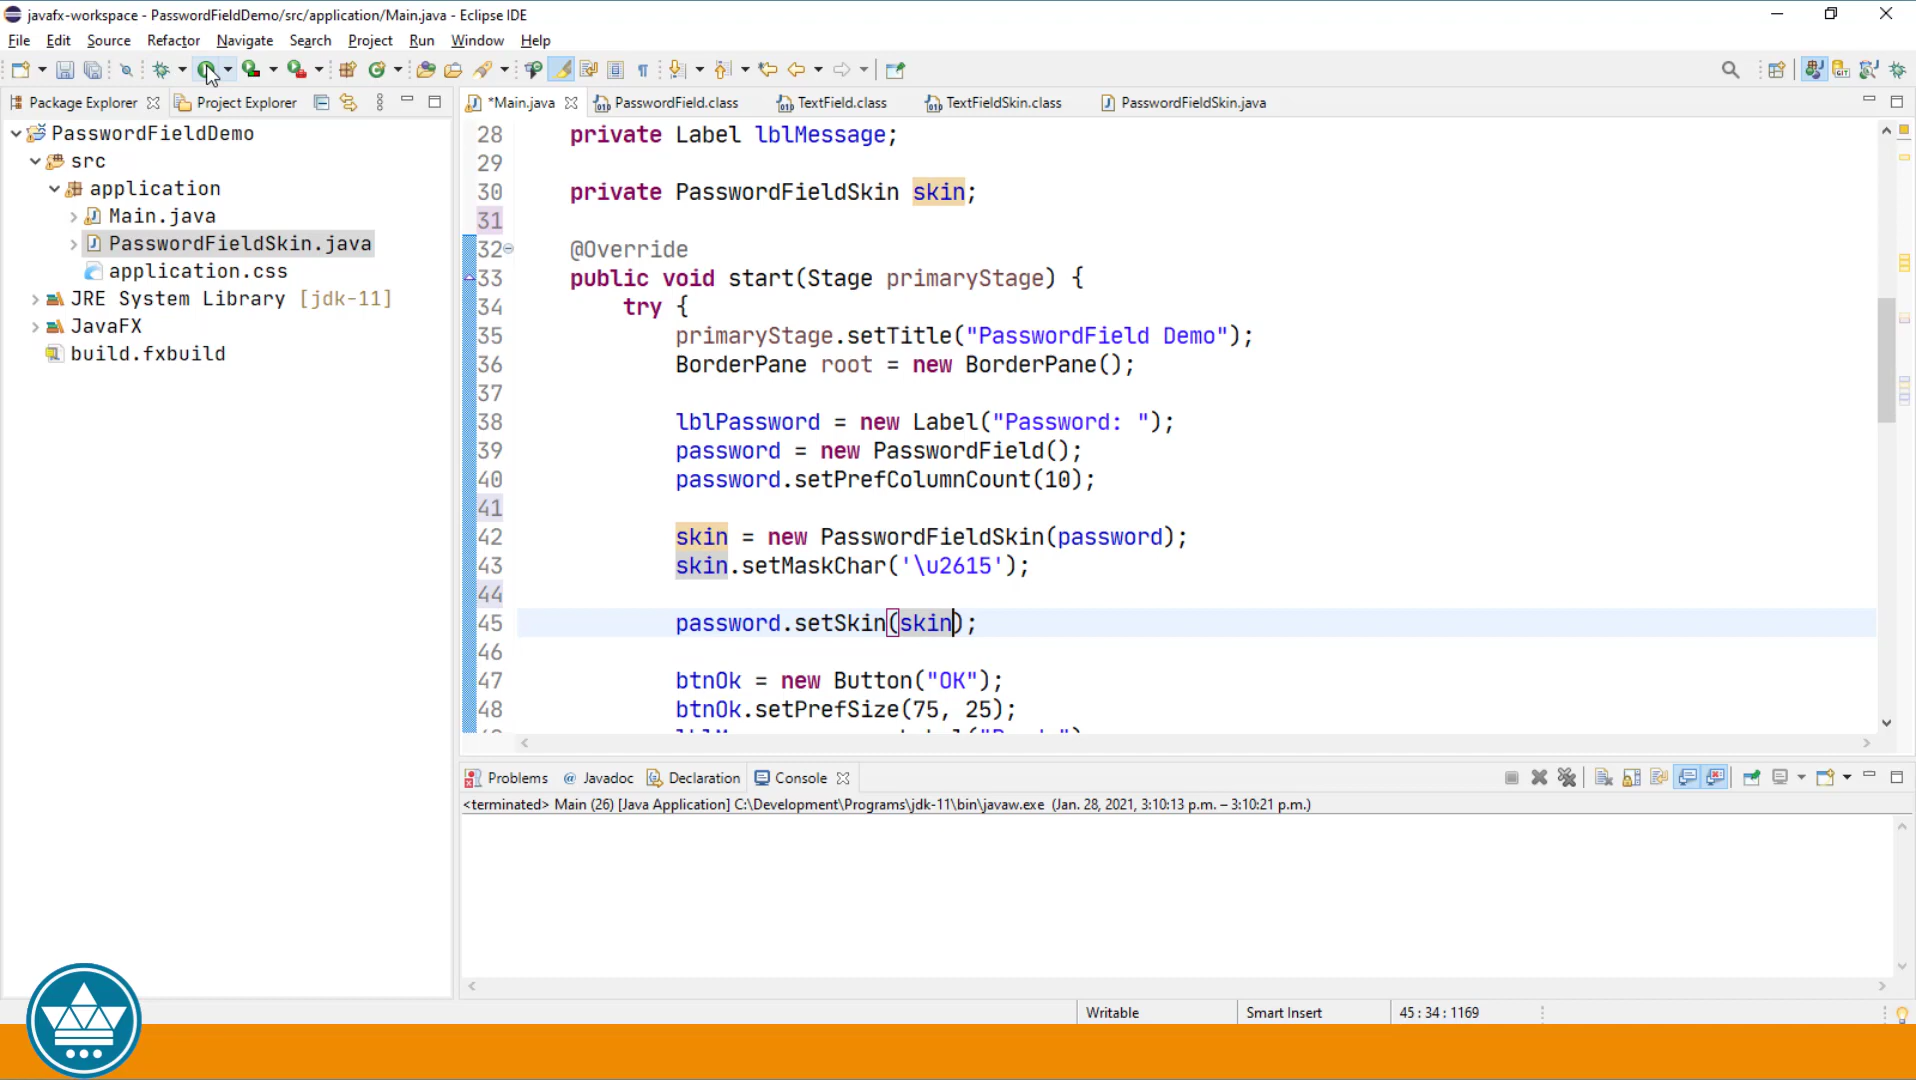 javafx-workspace - PasswordFieldDemo/src/application/Main.java - Eclipse IDE
File Edit Source Refactor Navigate Search Project Run Window Help
Package Explorer Project Explorer
*Main.java PasswordField.class TextField.class TextFieldSkin.class PasswordFieldSkin.java
PasswordFieldDemo
src
application
Main.java
PasswordFieldSkin.java
application.css
JRE System Library [jdk-11]
JavaFX
build.fxbuild
28 private Label lblMessage;
29
30 private PasswordFieldSkin skin;
31
32 @Override
33 public void start(Stage primaryStage) {
34 try {
35 primaryStage.setTitle("PasswordField Demo");
36 BorderPane root = new BorderPane();
37
38 lblPassword = new Label("Password: ");
39 password = new PasswordField();
40 password.setPrefColumnCount(10);
41
42 skin = new PasswordFieldSkin(password);
43 skin.setMaskChar('\u2615');
44
45 password.setSkin(skin);
46
47 btnOk = new Button("OK");
48 btnOk.setPrefSize(75, 25);
Problems @ Javadoc Declaration Console
<terminated> Main (26) [Java Application] C:\Development\Programs\jdk-11\bin\javaw.exe (Jan. 28, 2021, 3:10:13 p.m. – 3:10:21 p.m.)
Writable Smart Insert 45 : 34 : 1169